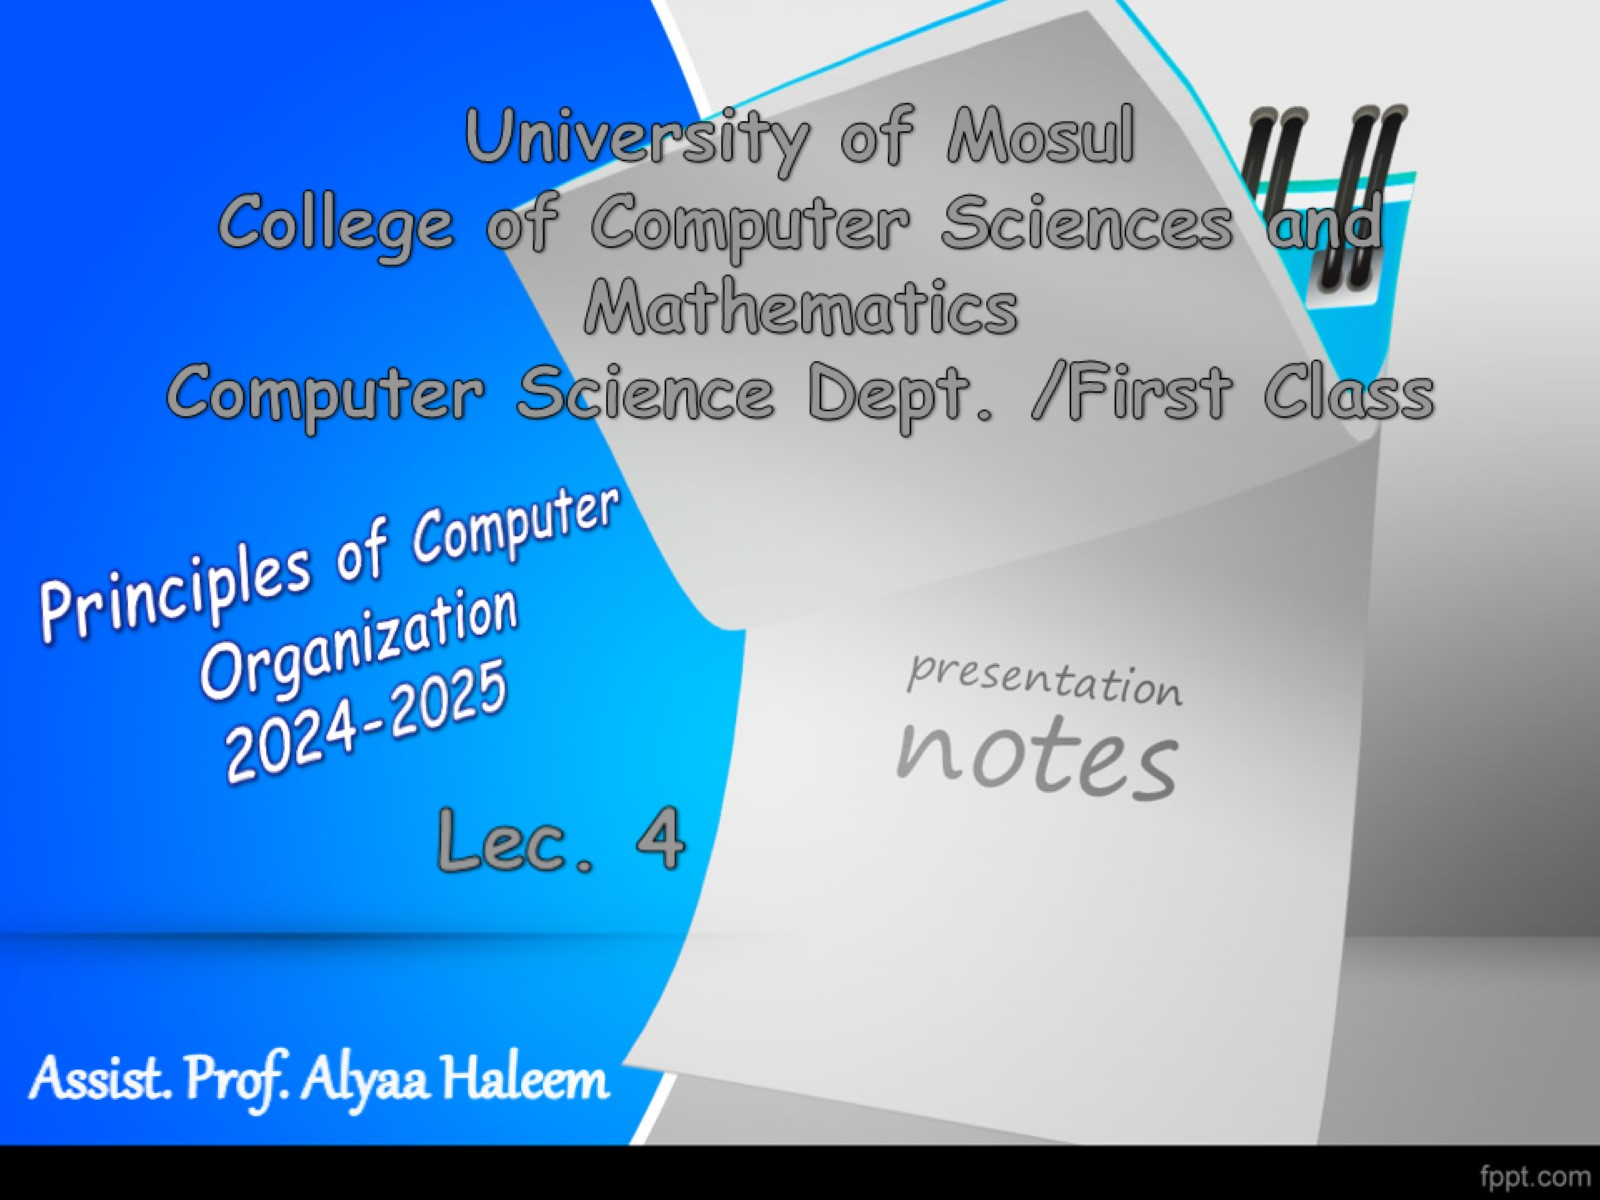 University of Mosul
College of Computer Sciences and
Mathematics
Computer Science Dept. /First Class
Principles of Computer
Organization
2024-2025
presentation
notes
Lec. 4
Assist. Prof. Alyaa Haleem
fppt.com